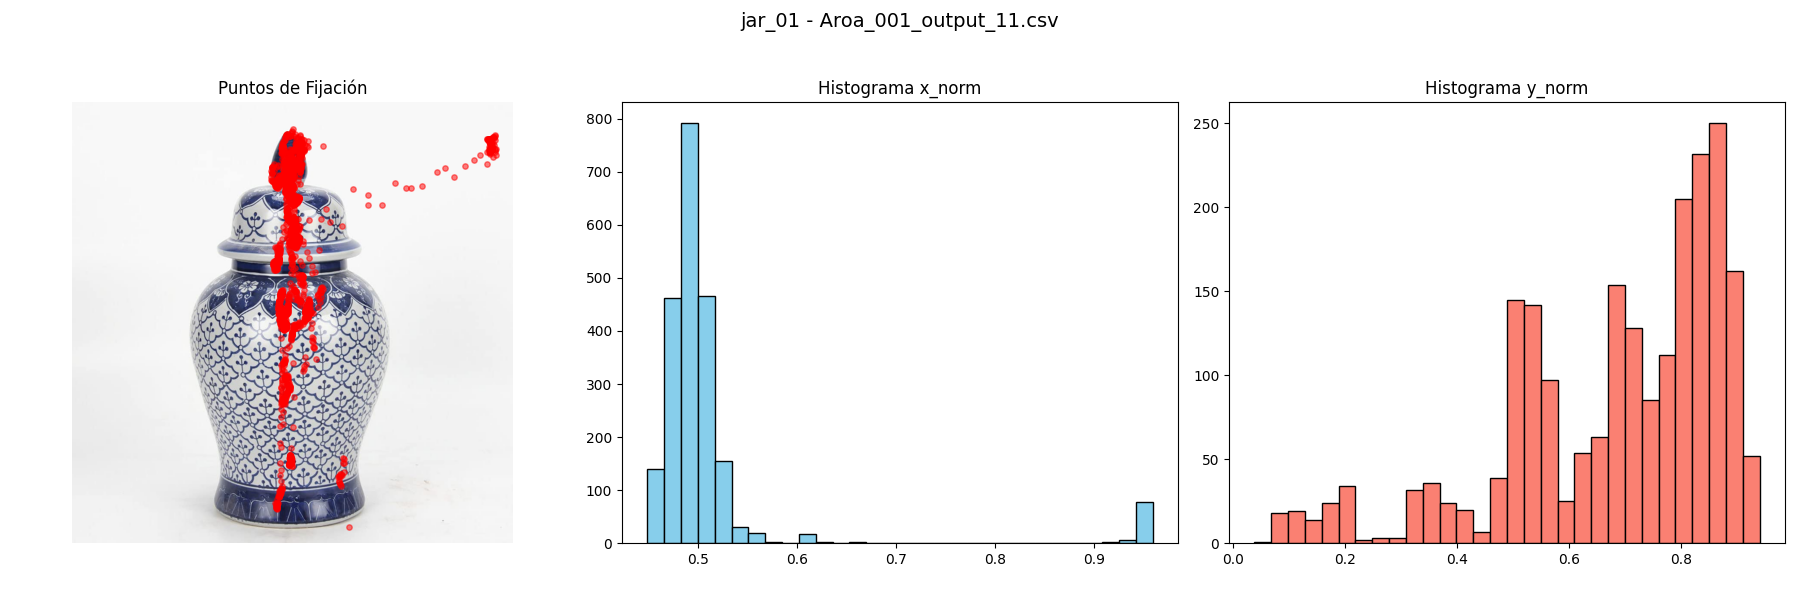 jar_01 - Aroa_001_output_11.csv
Puntos de Fijación
Histograma x_norm
800
700
600
500
400
300
200
100
0
0.5 0.6 0.7 0.8 0.9
Histograma y_norm
250
200
150
100
50
0
0.0 0.2 0.4 0.6 0.8